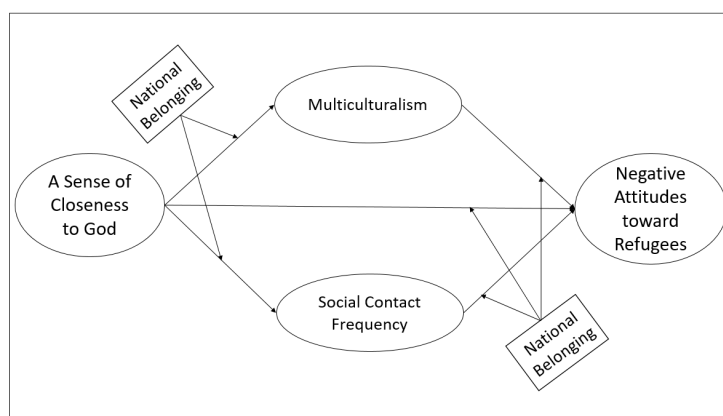 National
Belonging
Multiculturalism
A Sense of
Closeness
to God
Negative
Attitudes
toward
Refugees
Social Contact
Frequency
National
Belonging